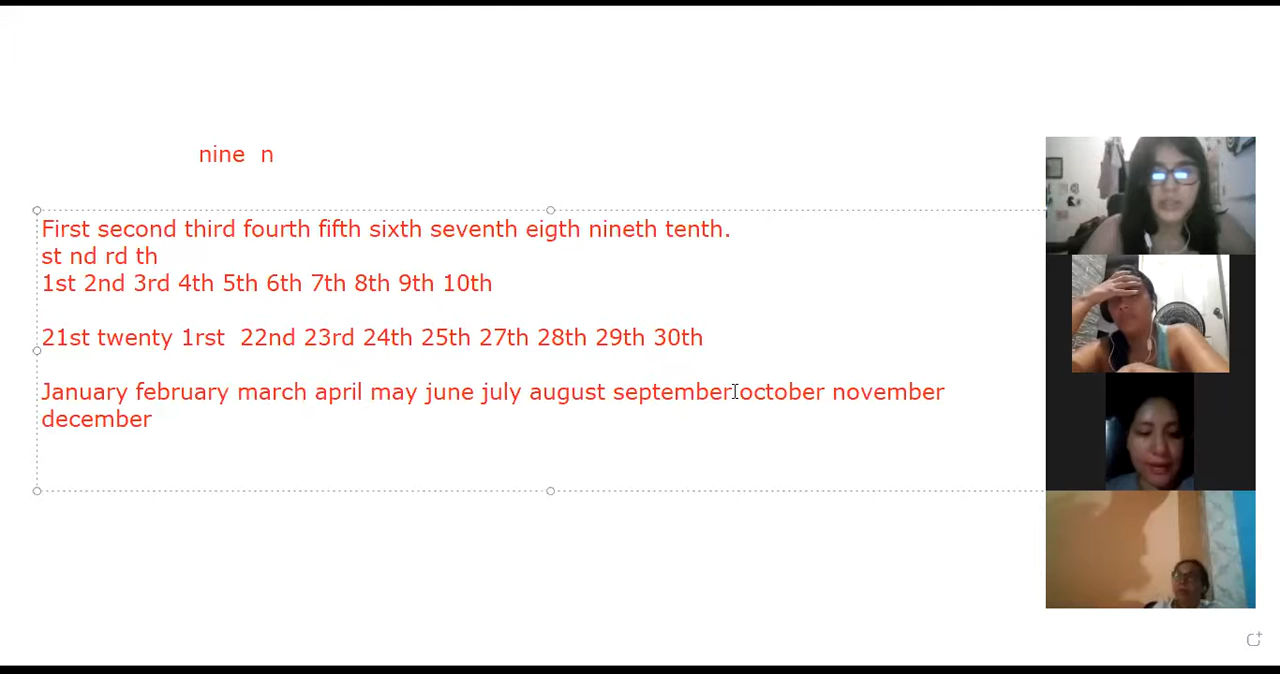 nine n
First second third fourth fifth sixth seventh eigth nineth tenth.
st nd rd th
1st 2nd 3rd 4th 5th 6th 7th 8th 9th 10th
21st twenty 1rst 22nd 23rd 24th 25th 27th 28th 29th 30th
January february march april may june july august september october november
december